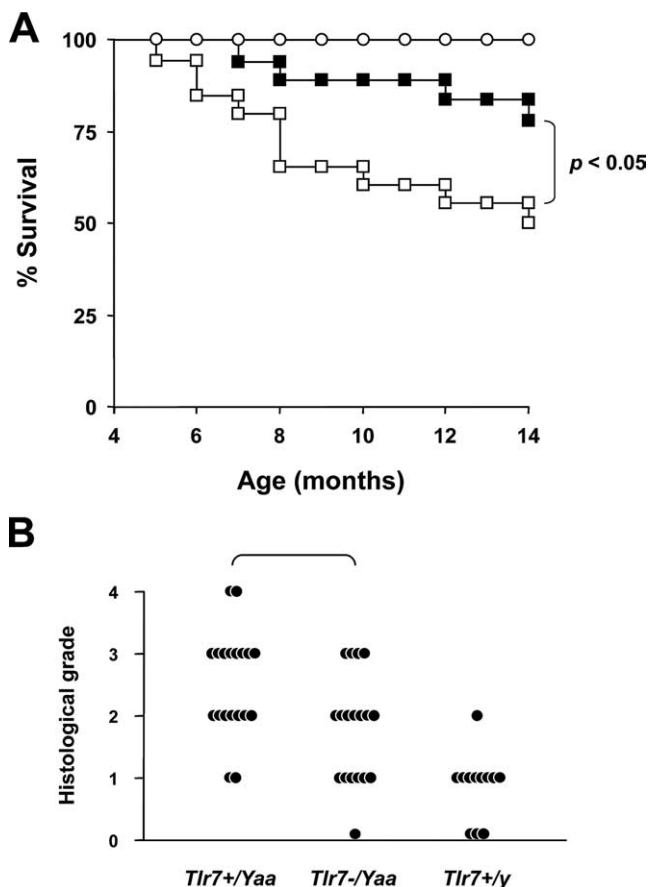 A
100
75
50
25
0
% Survival
4 6 8 10 12 14
Age (months)
p < 0.05
B
4
3
2
1
0
Histological grade
Tlr7+/Yaa Tlr7-/Yaa Tlr7+/y